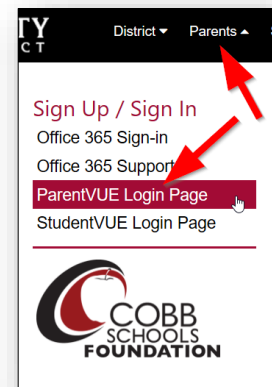 TY
CT
District
Parents
Sign Up / Sign In
Office 365 Sign-in
Office 365 Support
ParentVUE Login Page
StudentVUE Login Page
COBB
SCHOOLS
FOUNDATION